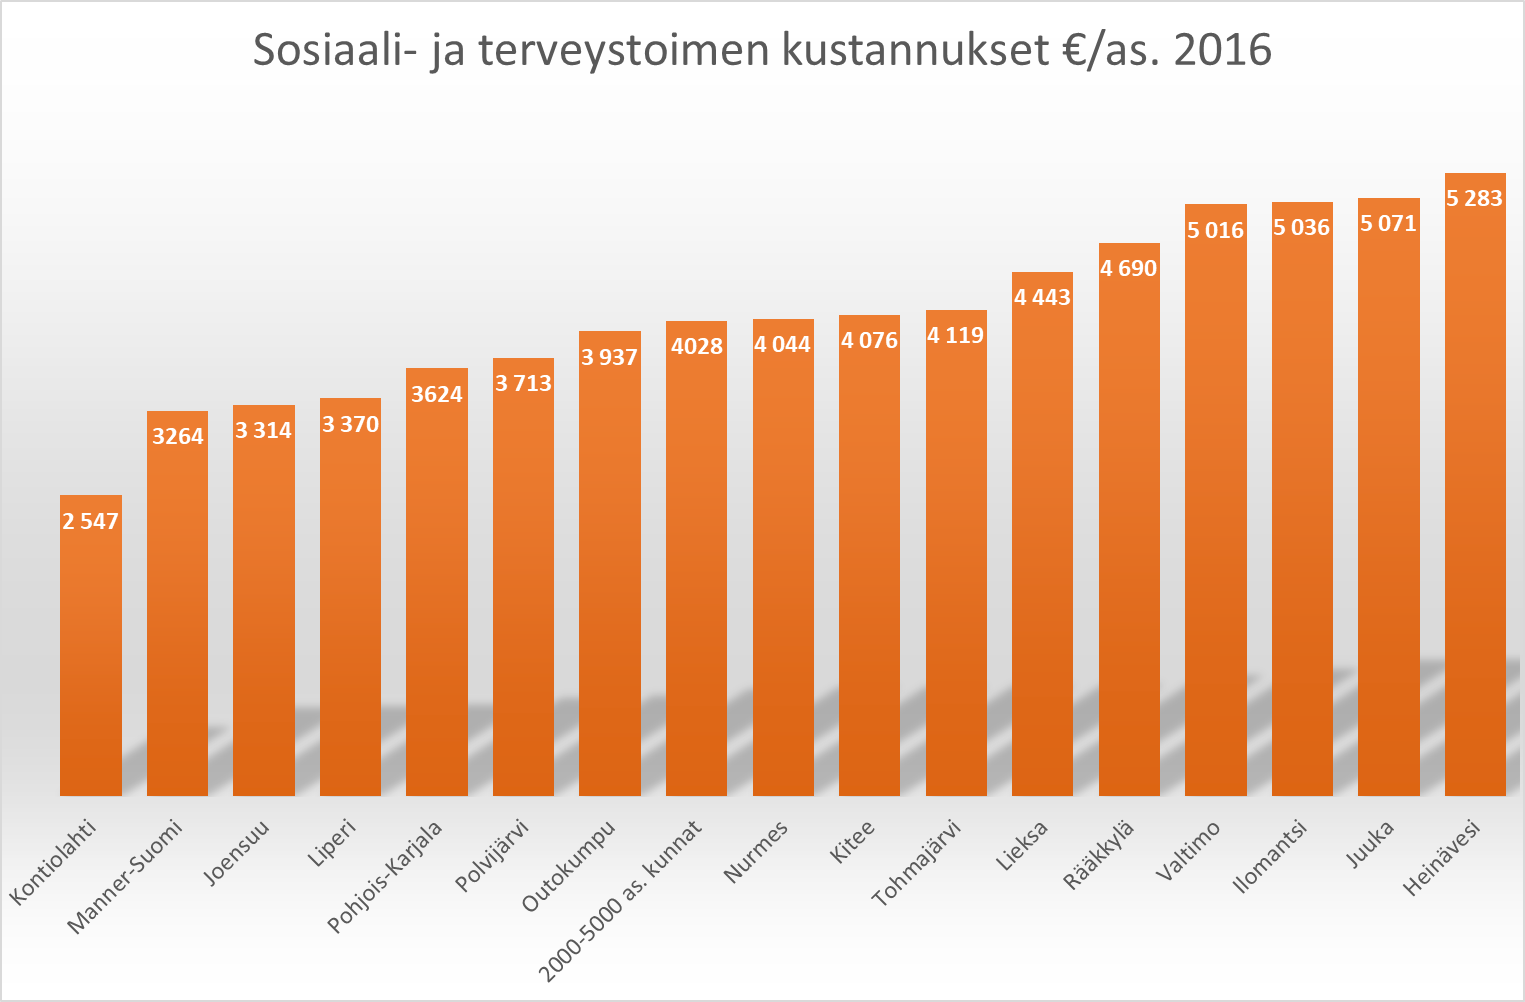 Sosiaali- ja terveystoimen kustannukset €/as. 2016
2 547
3264
3 314
3 370
3624
3 713
3 937
4028
4 044
4 076
4 119
4 443
4 690
5 016
5 036
5 071
5 283
Kontiolahti
Manner-Suomi
Joensuu
Liperi
Pohjois-Karjala
Polvijärvi
Outokumpu
2000-5000 as. kunnat
Nurmes
Kitee
Tohmajärvi
Lieksa
Rääkkylä
Valtimo
Ilomantsi
Juuka
Heinävesi